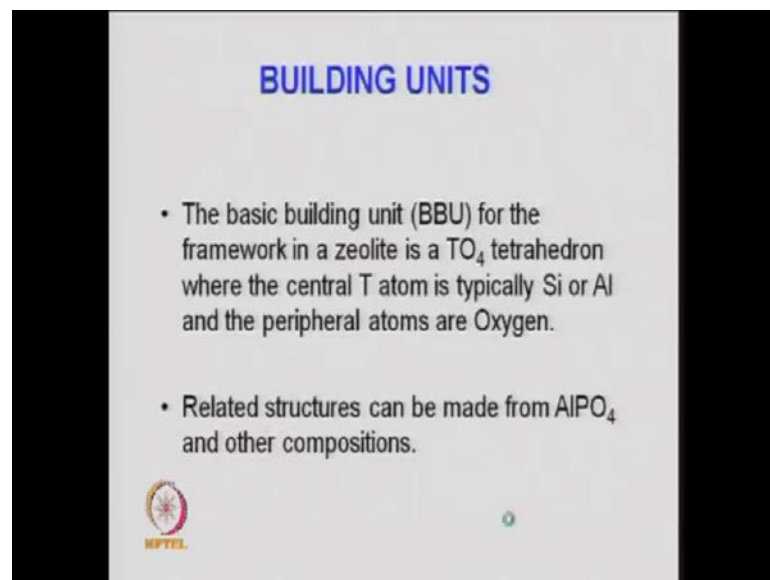 BUILDING UNITS
• The basic building unit (BBU) for the
framework in a zeolite is a TO₄ tetrahedron
where the central T atom is typically Si or Al
and the peripheral atoms are Oxygen.
• Related structures can be made from AlPO₄
and other compositions.
NPTEL